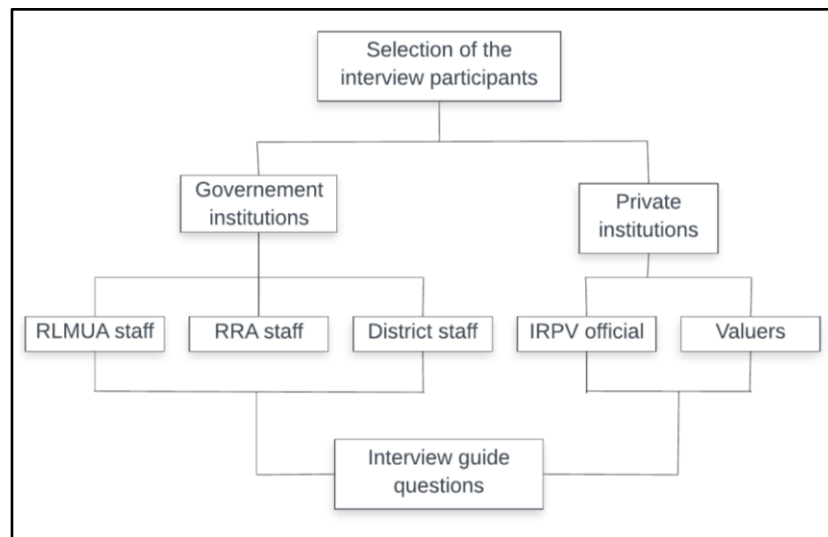 Selection of the
interview participants
Governement
institutions
Private
institutions
RLMUA staff
RRA staff
District staff
IRPV official
Valuers
Interview guide
questions